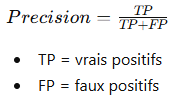 Precision = TP / TP+FP
• TP = vrais positifs
• FP = faux positifs